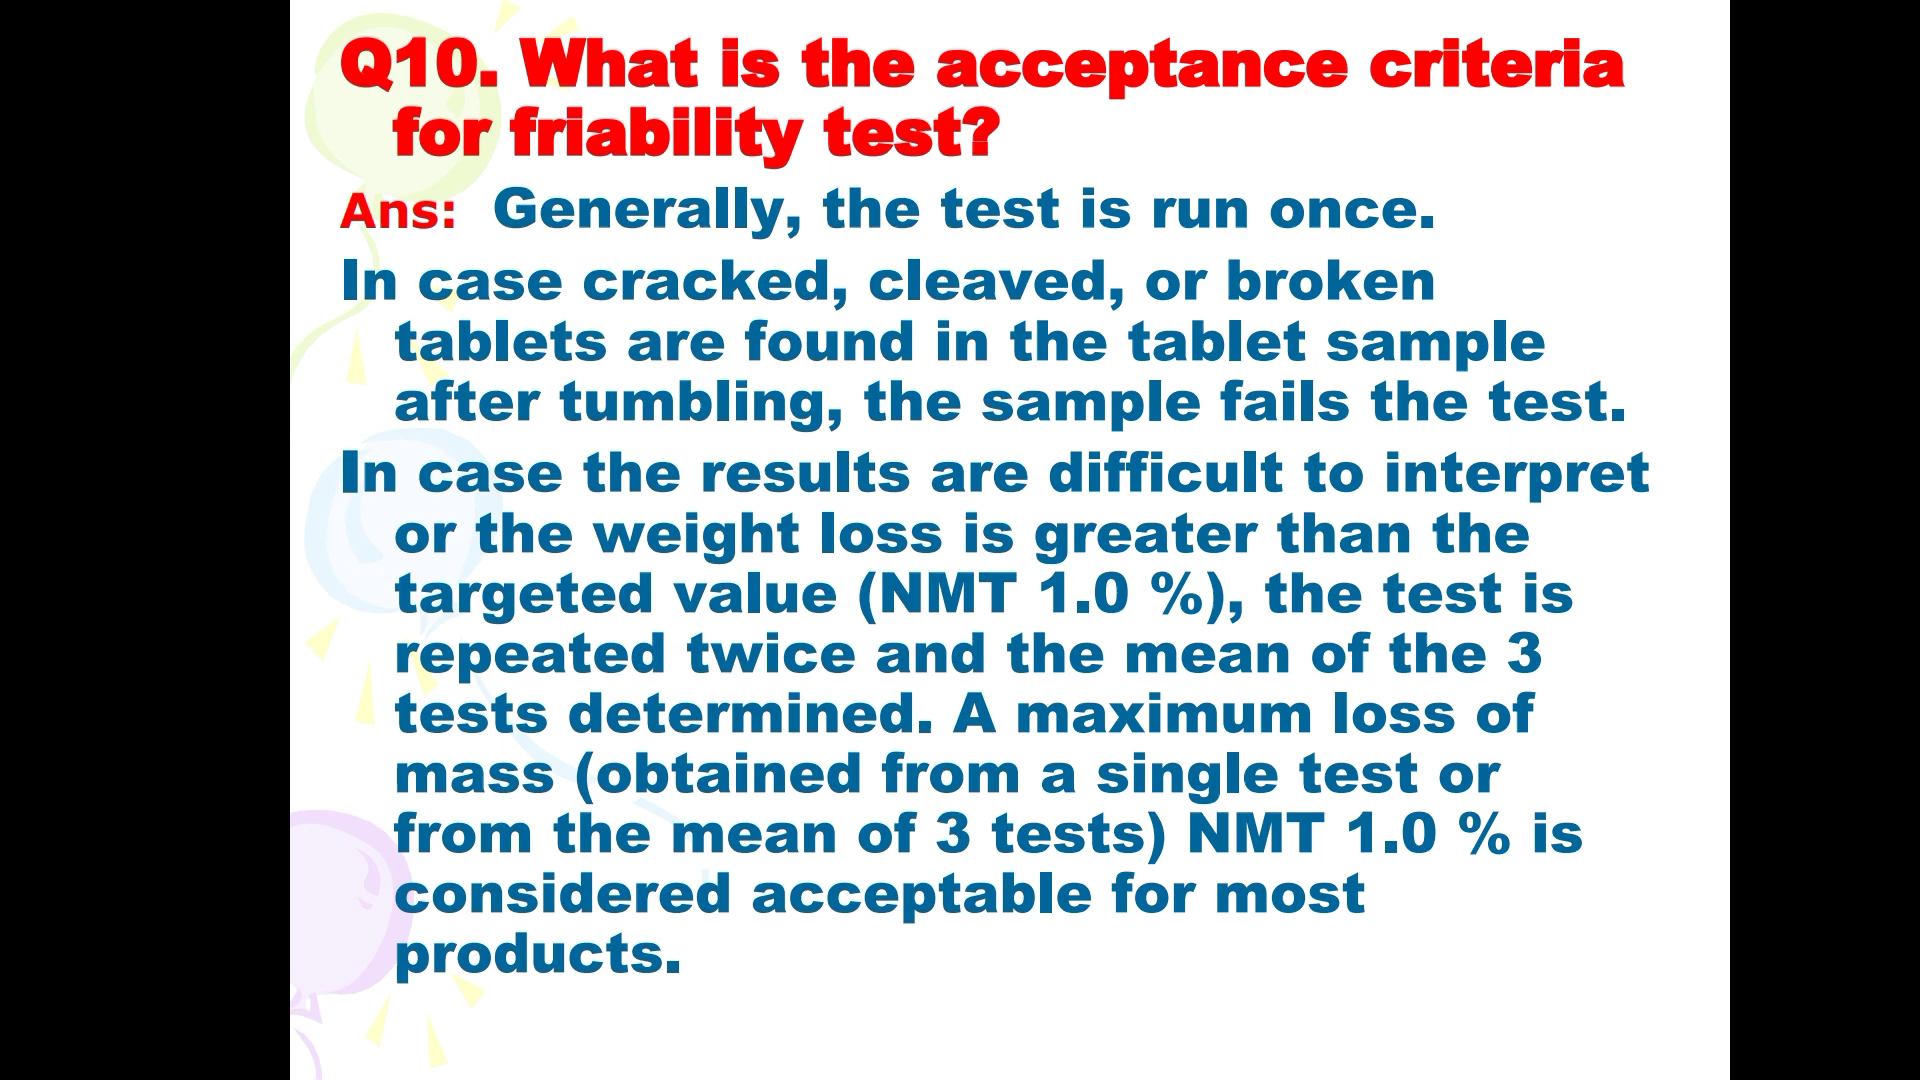 Q10. What is the acceptance criteria
for friability test?
Ans: Generally, the test is run once.
In case cracked, cleaved, or broken
tablets are found in the tablet sample
after tumbling, the sample fails the test.
In case the results are difficult to interpret
or the weight loss is greater than the
targeted value (NMT 1.0 %), the test is
repeated twice and the mean of the 3
tests determined. A maximum loss of
mass (obtained from a single test or
from the mean of 3 tests) NMT 1.0 % is
considered acceptable for most
products.